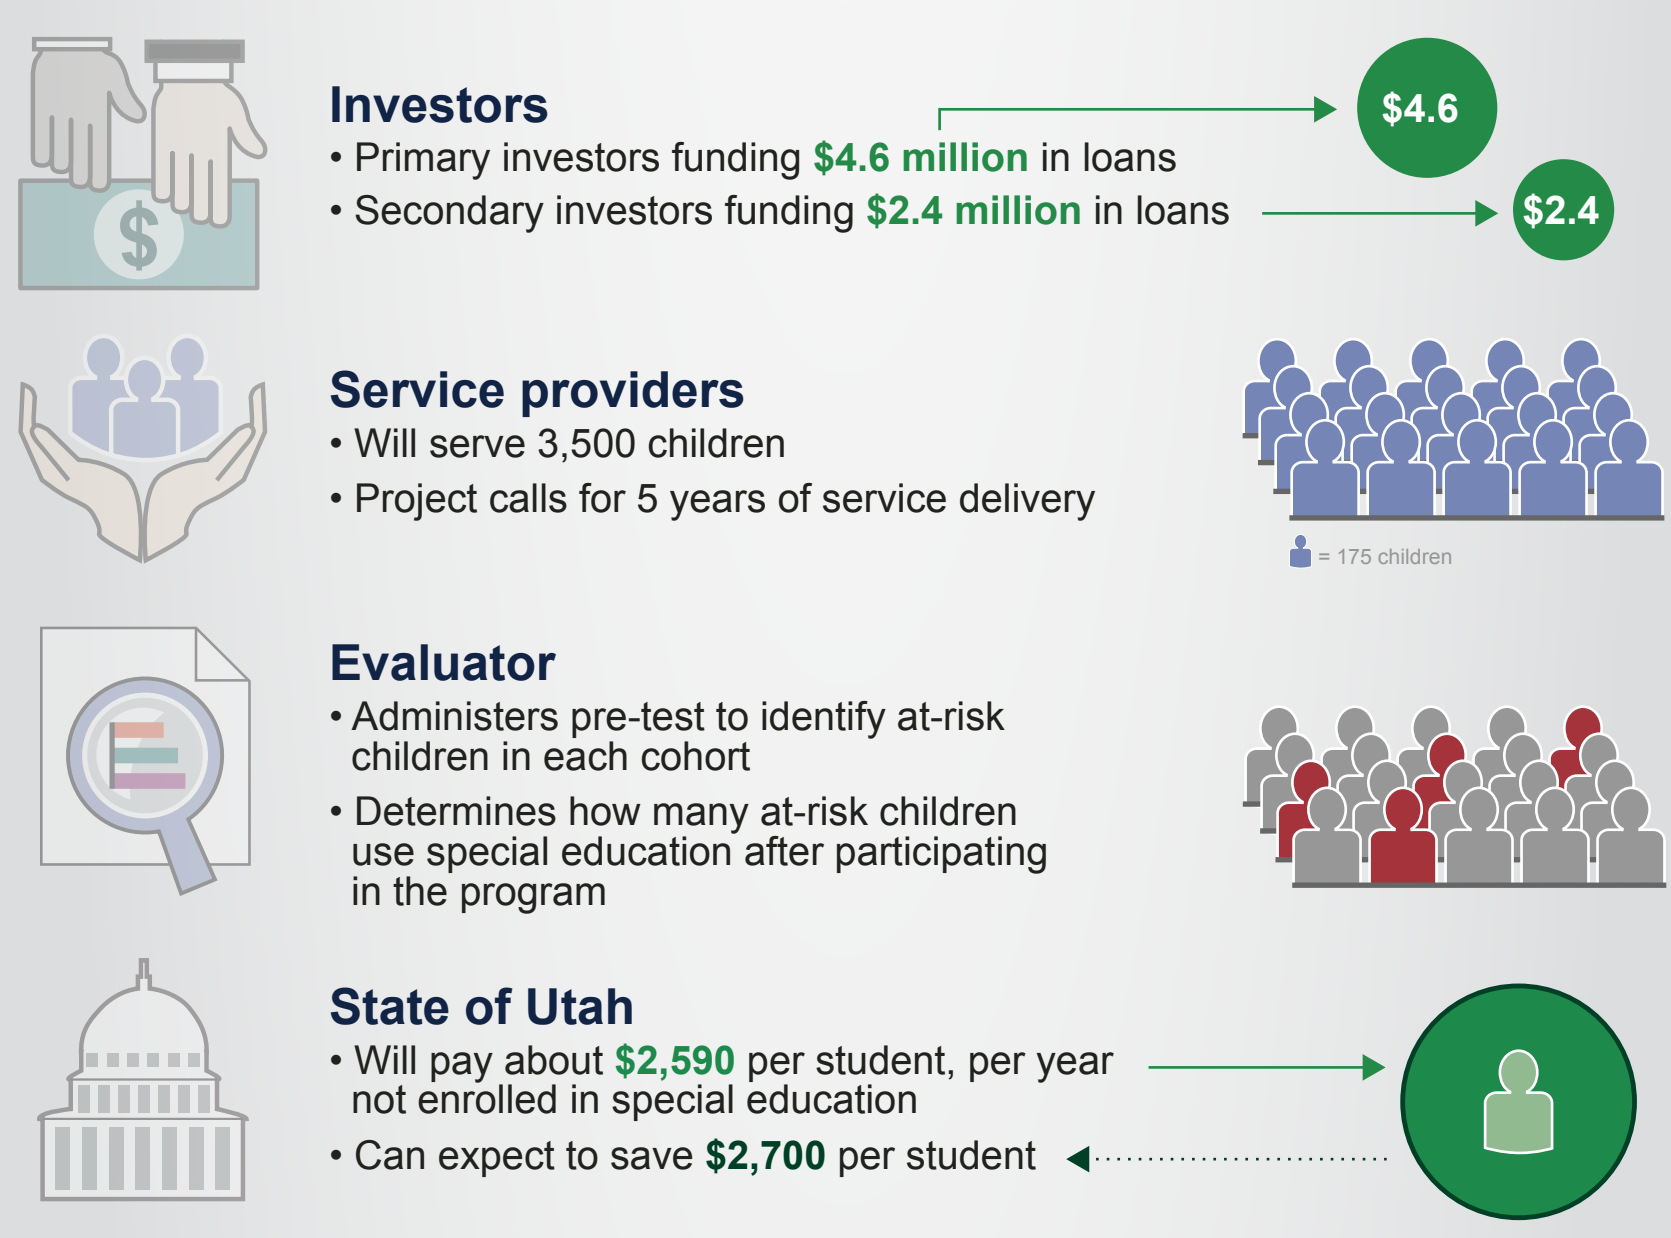 Investors
• Primary investors funding $4.6 million in loans
• Secondary investors funding $2.4 million in loans
$4.6
$2.4
$
Service providers
• Will serve 3,500 children
• Project calls for 5 years of service delivery
= 175 children
Evaluator
• Administers pre-test to identify at-risk
children in each cohort
• Determines how many at-risk children
use special education after participating
in the program
State of Utah
• Will pay about $2,590 per student, per year
not enrolled in special education
• Can expect to save $2,700 per student